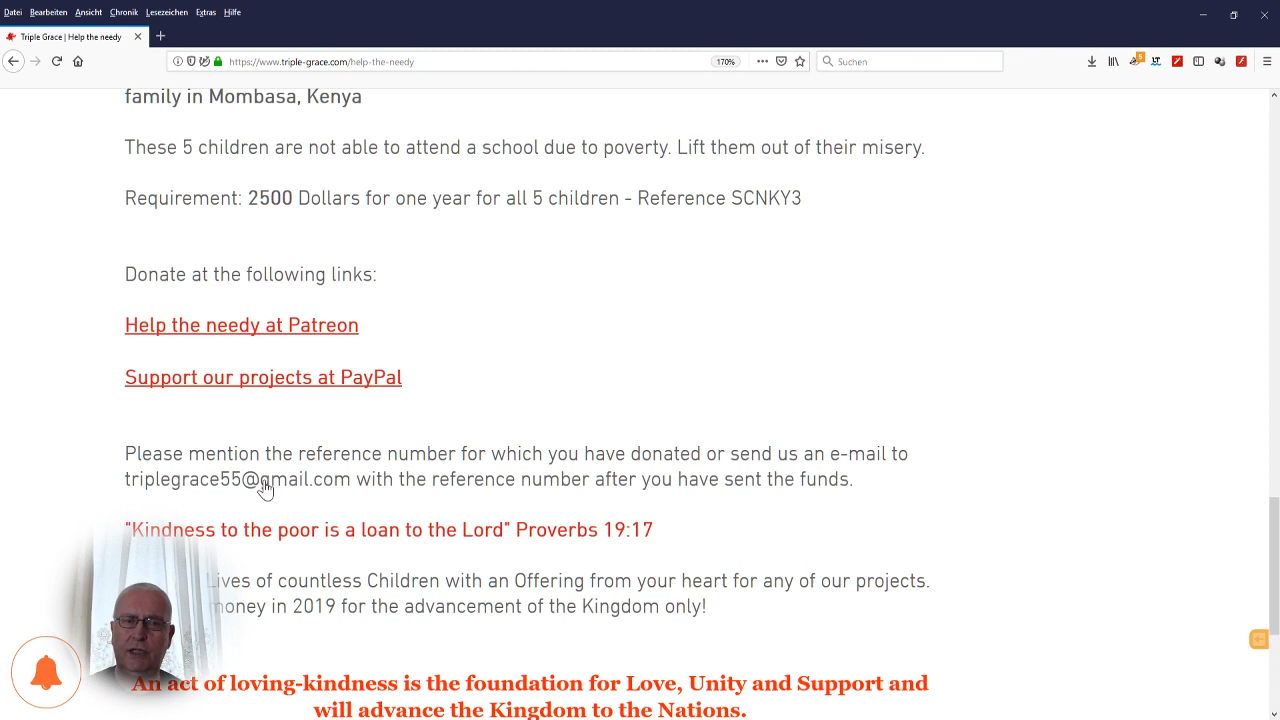 Datei Bearbeiten Ansicht Chronik Lesezeichen Extras Hilfe
Triple Grace | Help the needy
https://www.triple-grace.com/help-the-needy 170% Suchen
5
family in Mombasa, Kenya
These 5 children are not able to attend a school due to poverty. Lift them out of their misery.
Requirement: 2500 Dollars for one year for all 5 children - Reference SCNKY3
Donate at the following links:
Help the needy at Patreon
Support our projects at PayPal
Please mention the reference number for which you have donated or send us an e-mail to
triplegrace55@gmail.com with the reference number after you have sent the funds.
"Kindness to the poor is a loan to the Lord" Proverbs 19:17
Lives of countless Children with an Offering from your heart for any of our projects.
money in 2019 for the advancement of the Kingdom only!
An act of loving-kindness is the foundation for Love, Unity and Support and
will advance the Kingdom to the Nations.